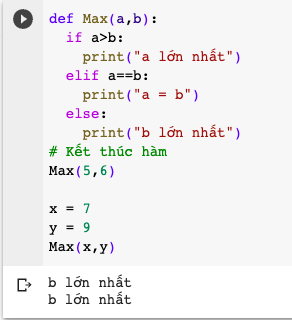 def Max(a,b):
  if a>b:
    print("a lớn nhất")
  elif a==b:
    print("a = b")
  else:
    print("b lớn nhất")
# Kết thúc hàm
Max(5,6)

x = 7
y = 9
Max(x,y)
b lớn nhất
b lớn nhất